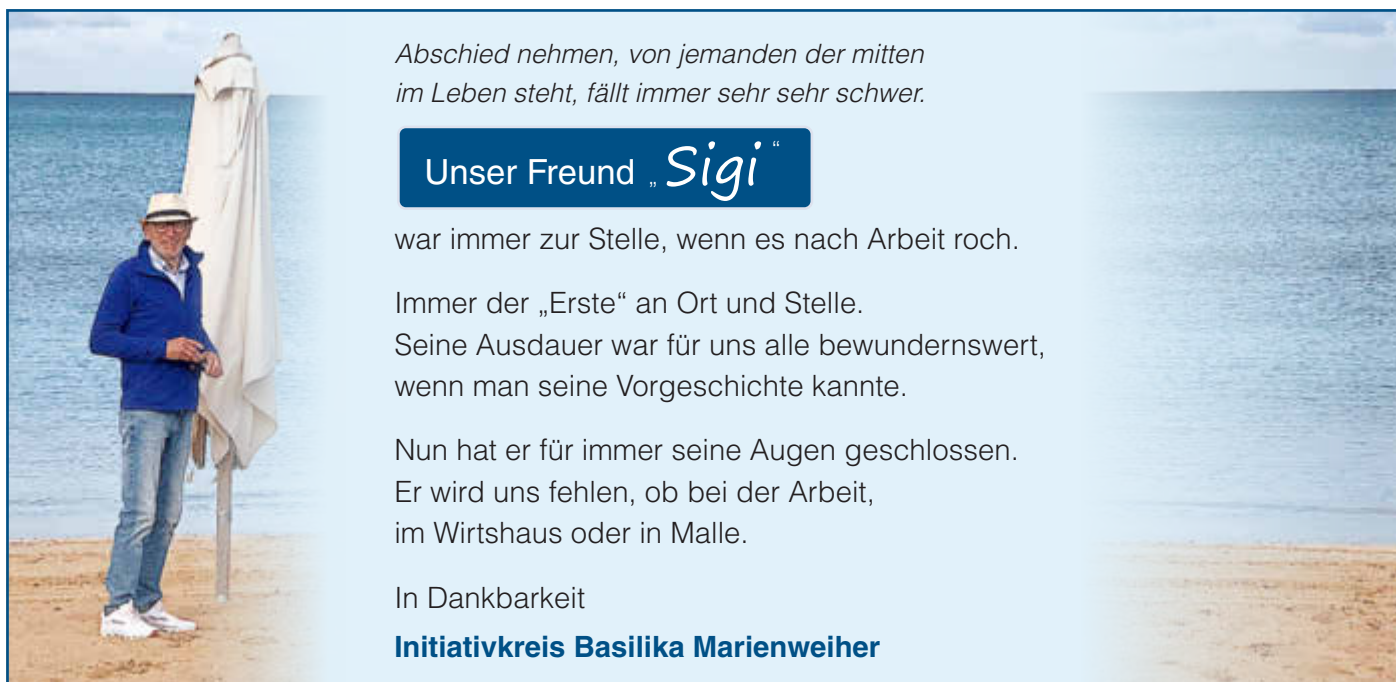 Abschied nehmen, von jemanden der mitten
im Leben steht, fällt immer sehr sehr schwer.
Unser Freund „Sigi“
war immer zur Stelle, wenn es nach Arbeit roch.
Immer der „Erste“ an Ort und Stelle.
Seine Ausdauer war für uns alle bewundernswert,
wenn man seine Vorgeschichte kannte.
Nun hat er für immer seine Augen geschlossen.
Er wird uns fehlen, ob bei der Arbeit,
im Wirtshaus oder in Malle.
In Dankbarkeit
Initiativkreis Basilika Marienweiher